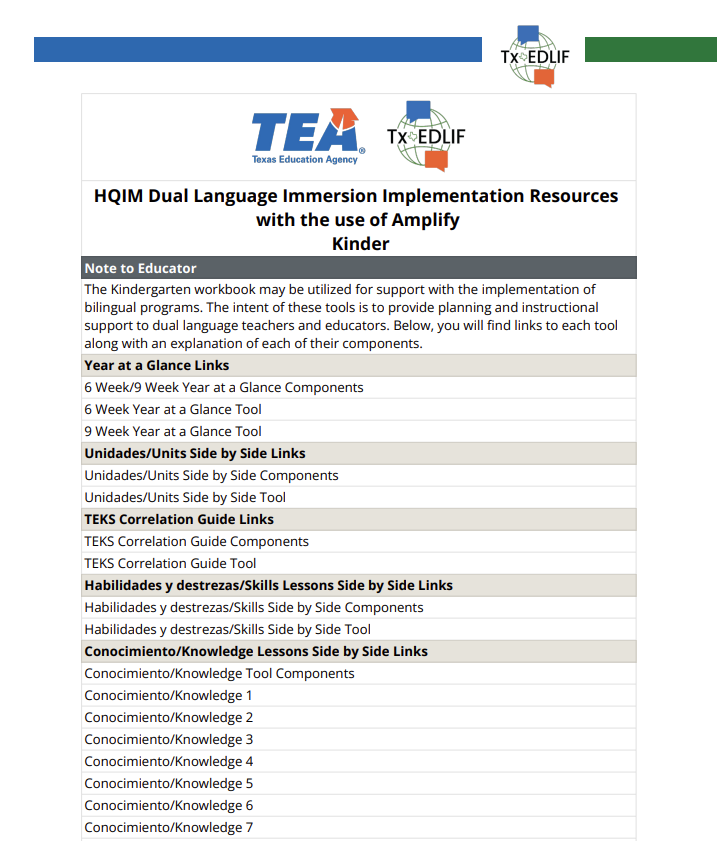 Tx EDLIF
TEA®
Texas Education Agency
Tx EDLIF
HQIM Dual Language Immersion Implementation Resources
with the use of Amplify
Kinder
Note to Educator
The Kindergarten workbook may be utilized for support with the implementation of
bilingual programs. The intent of these tools is to provide planning and instructional
support to dual language teachers and educators. Below, you will find links to each tool
along with an explanation of each of their components.
Year at a Glance Links
6 Week/9 Week Year at a Glance Components
6 Week Year at a Glance Tool
9 Week Year at a Glance Tool
Unidades/Units Side by Side Links
Unidades/Units Side by Side Components
Unidades/Units Side by Side Tool
TEKS Correlation Guide Links
TEKS Correlation Guide Components
TEKS Correlation Guide Tool
Habilidades y destrezas/Skills Lessons Side by Side Links
Habilidades y destrezas/Skills Side by Side Components
Habilidades y destrezas/Skills Side by Side Tool
Conocimiento/Knowledge Lessons Side by Side Links
Conocimiento/Knowledge Tool Components
Conocimiento/Knowledge 1
Conocimiento/Knowledge 2
Conocimiento/Knowledge 3
Conocimiento/Knowledge 4
Conocimiento/Knowledge 5
Conocimiento/Knowledge 6
Conocimiento/Knowledge 7